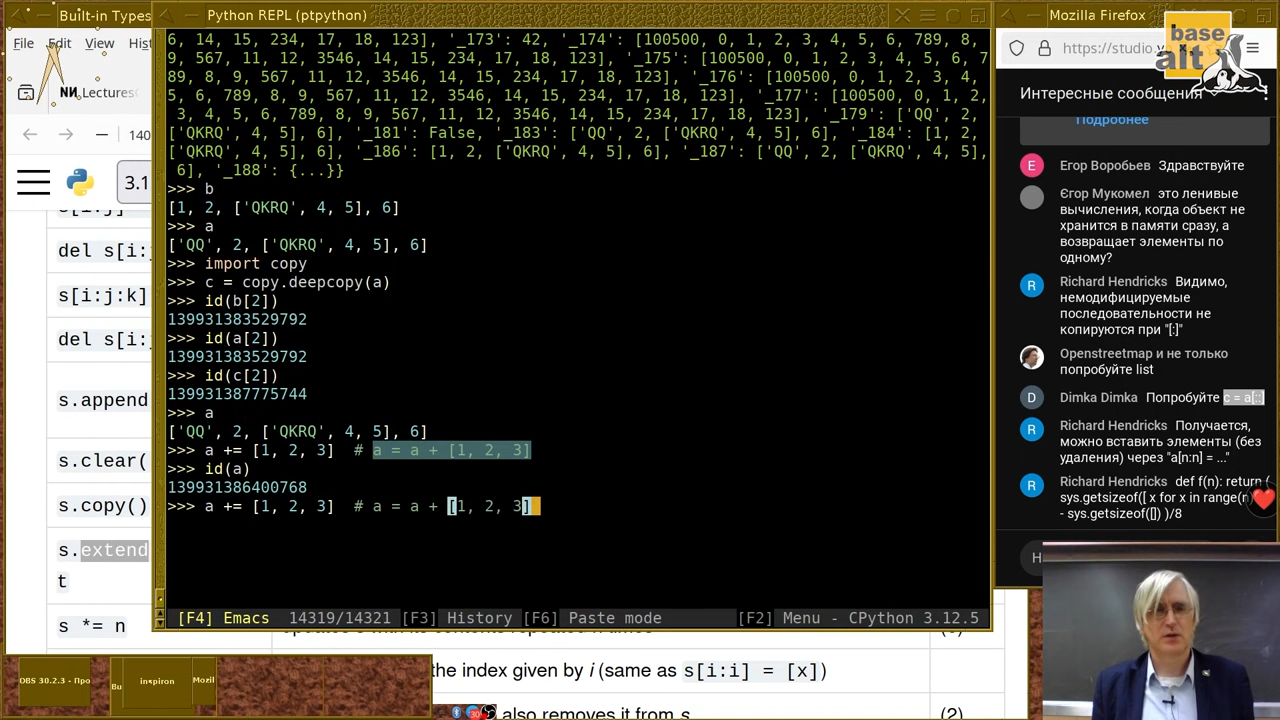 Built-in Types
Python REPL (ptpython)
Mozilla Firefox
File Edit View Hist
Lectures
140
3.1
del s[i:j
s[i:j:k]
del s[i:j
s.append
s.clear(
s.copy()
s.extend
t
s *= n
6, 14, 15, 234, 17, 18, 123], '_173': 42, '_174': [100500, 0, 1, 2, 3, 4, 5, 6, 789, 8,
9, 567, 11, 12, 3546, 14, 15, 234, 17, 18, 123], '_175': [100500, 0, 1, 2, 3, 4, 5, 6, 7
89, 8, 9, 567, 11, 12, 3546, 14, 15, 234, 17, 18, 123], '_176': [100500, 0, 1, 2, 3, 4,
5, 6, 789, 8, 9, 567, 11, 12, 3546, 14, 15, 234, 17, 18, 123], '_177': [100500, 0, 1, 2,
3, 4, 5, 6, 789, 8, 9, 567, 11, 12, 3546, 14, 15, 234, 17, 18, 123], '_179': ['QQ', 2,
['QKRQ', 4, 5], 6], '_181': False, '_183': ['QQ', 2, ['QKRQ', 4, 5], 6], '_184': [1, 2,
['QKRQ', 4, 5], 6], '_186': [1, 2, ['QKRQ', 4, 5], 6], '_187': ['QQ', 2, ['QKRQ', 4, 5],
6], '_188': {...}}
>>> b
[1, 2, ['QKRQ', 4, 5], 6]
>>> a
['QQ', 2, ['QKRQ', 4, 5], 6]
>>> import copy
>>> c = copy.deepcopy(a)
>>> id(b[2])
139931383529792
>>> id(a[2])
139931383529792
>>> id(c[2])
139931387775744
>>> a
['QQ', 2, ['QKRQ', 4, 5], 6]
>>> a += [1, 2, 3] # a = a + [1, 2, 3]
>>> id(a)
139931386400768
>>> a += [1, 2, 3] # a = a + [1, 2, 3]
[F4] Emacs 14319/14321 [F3] History [F6] Paste mode [F2] Menu - CPython 3.12.5
the index given by i (same as s[i:i] = [x])
also removes it from s
(2)
DBS 30.2.3 - Про
Bu
inspiron
Mozil
https://studio.
base
alt
Интересные сообщения
Подробнее
Егор Воробьев Здравствуйте
Єгор Мукомел это ленивые
вычисления, когда объект не
хранится в памяти сразу, а
возвращает элементы по
одному?
Richard Hendricks Видимо,
немодифицируемые
последовательности не
копируются при "[:]"
Openstreetmap и не только
попробуйте list
Dimka Dimka Попробуйте c = a[::]
Richard Hendricks Получается,
можно вставить элементы (без
удаления) через "a[n:n] = ..."
Richard Hendricks def f(n): return (
sys.getsizeof([ x for x in range(n
- sys.getsizeof([]) )/8